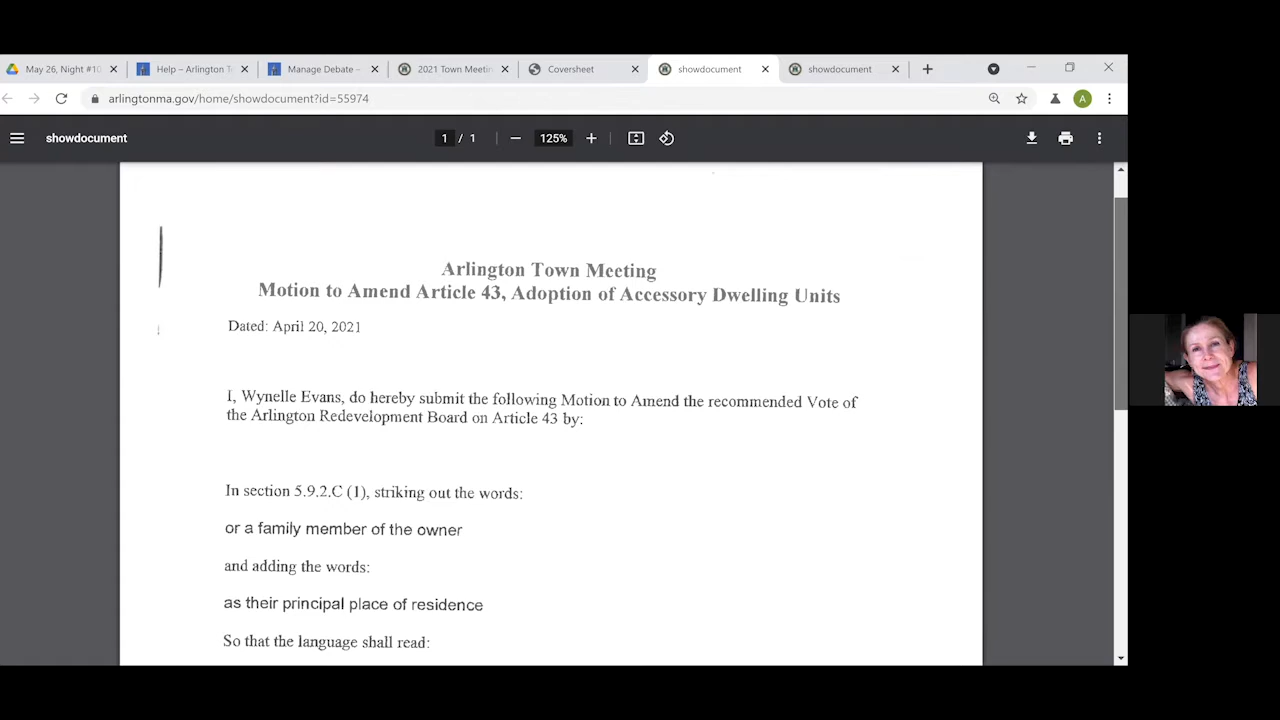 May 26, Night #10
Help – Arlington T
Manage Debate –
2021 Town Meetin
Coversheet
showdocument
showdocument
arlingtonma.gov/home/showdocument?id=55974
A
showdocument
1 / 1
125%
Arlington Town Meeting
Motion to Amend Article 43, Adoption of Accessory Dwelling Units
Dated: April 20, 2021
I, Wynelle Evans, do hereby submit the following Motion to Amend the recommended Vote of
the Arlington Redevelopment Board on Article 43 by:
In section 5.9.2.C (1), striking out the words:
or a family member of the owner
and adding the words:
as their principal place of residence
So that the language shall read: